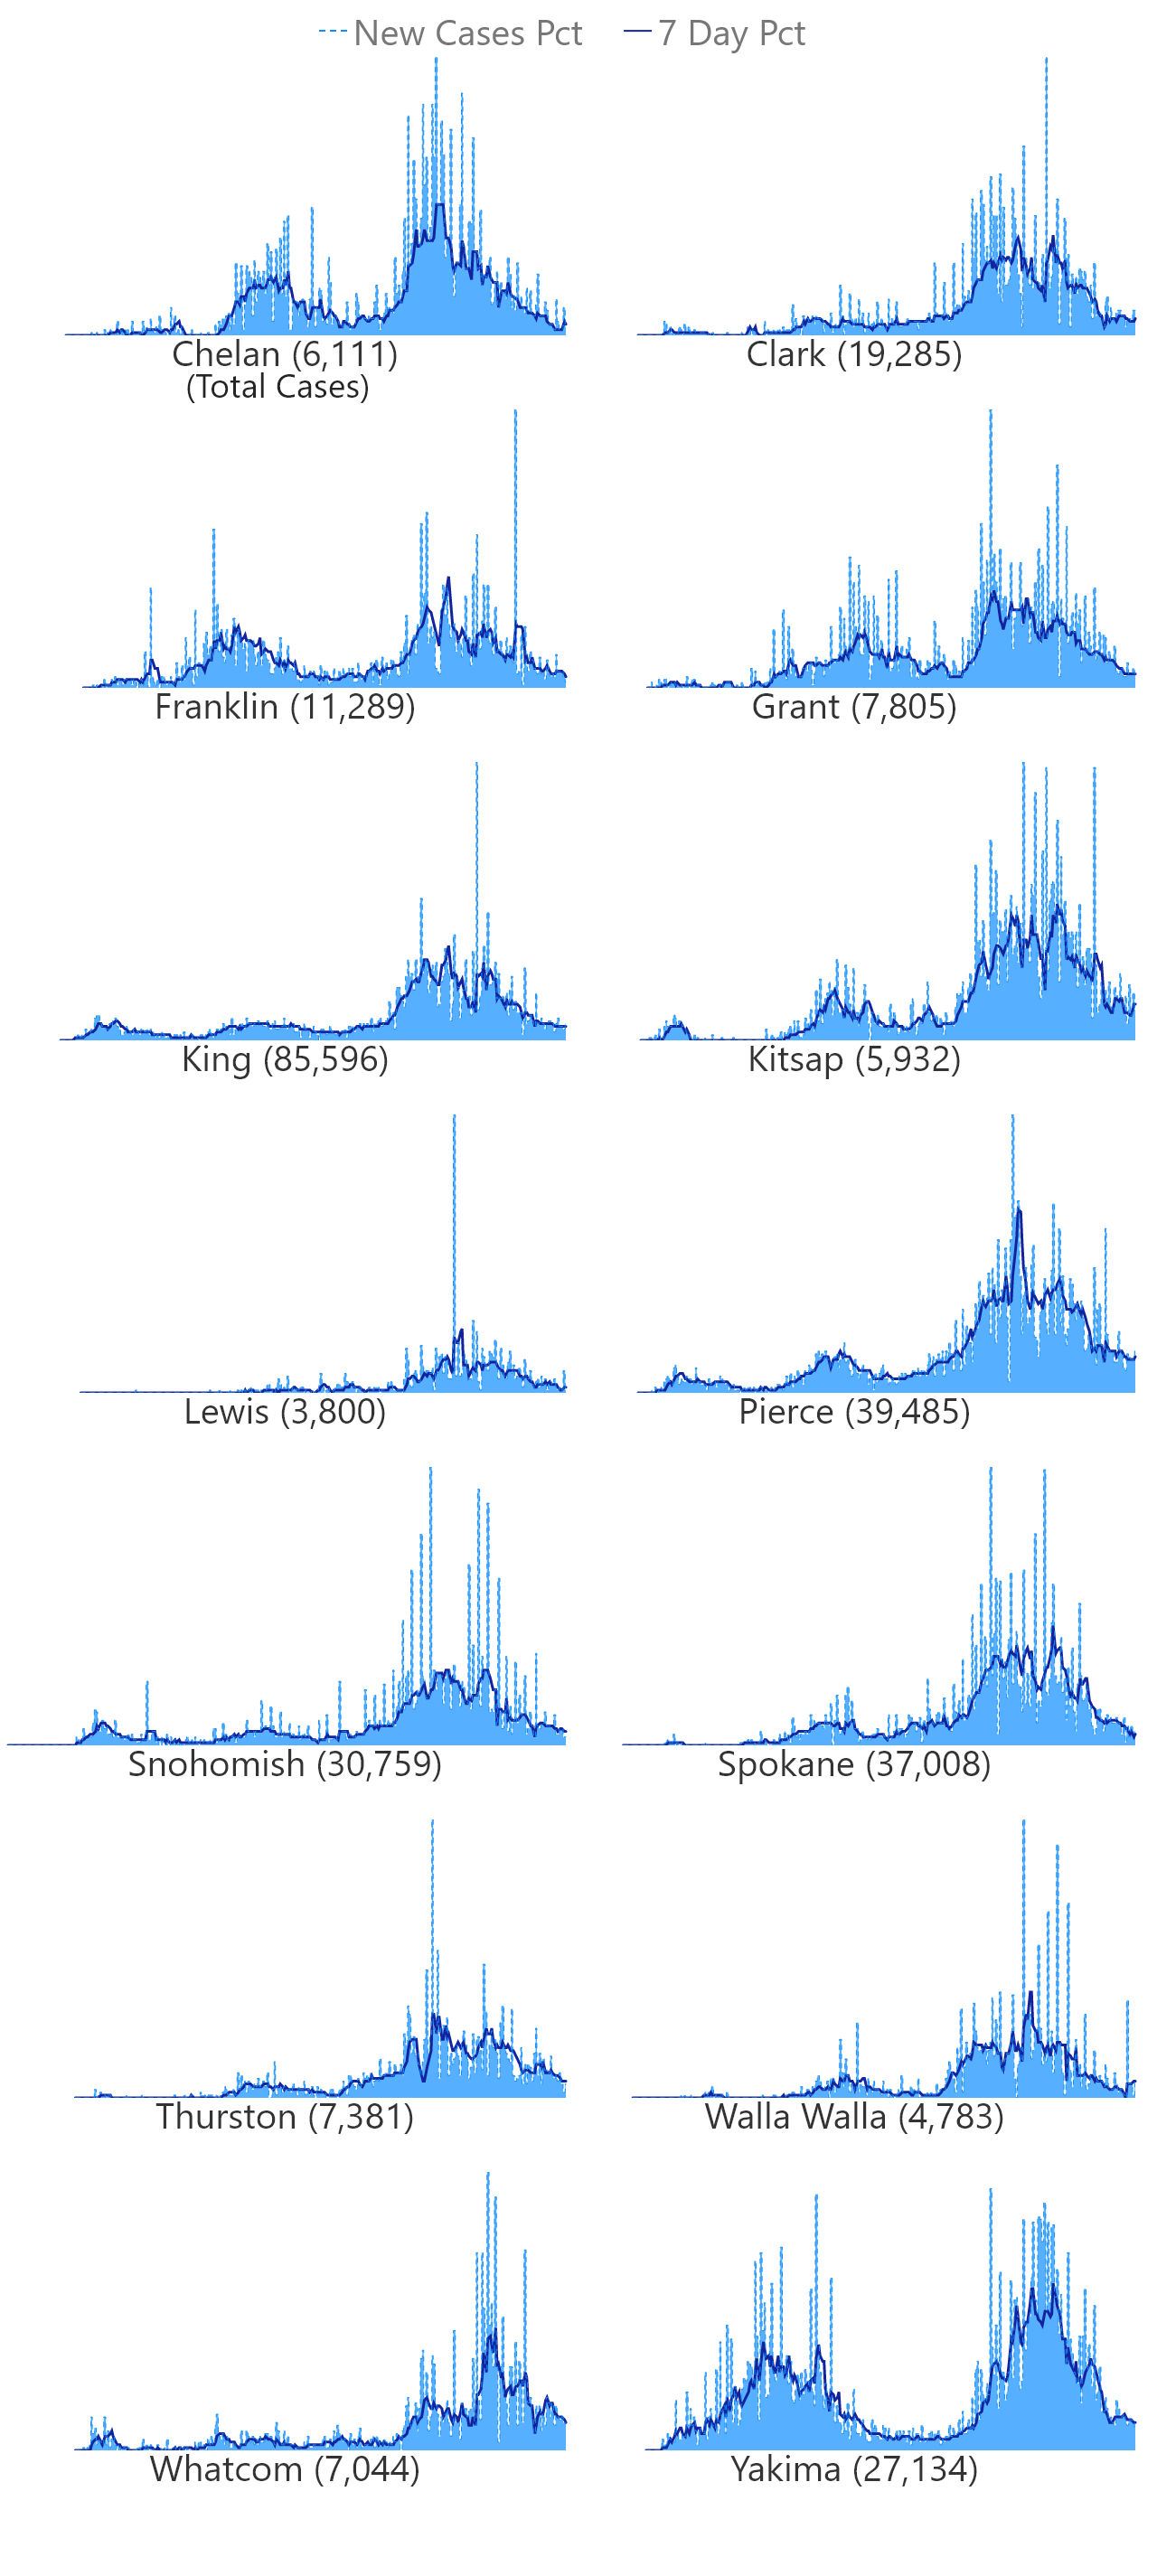 New Cases Pct 7 Day Pct
Chelan (6,111) Clark (19,285)
(Total Cases)
Franklin (11,289) Grant (7,805)
King (85,596) Kitsap (5,932)
Lewis (3,800) Pierce (39,485)
Snohomish (30,759) Spokane (37,008)
Thurston (7,381) Walla Walla (4,783)
Whatcom (7,044) Yakima (27,134)